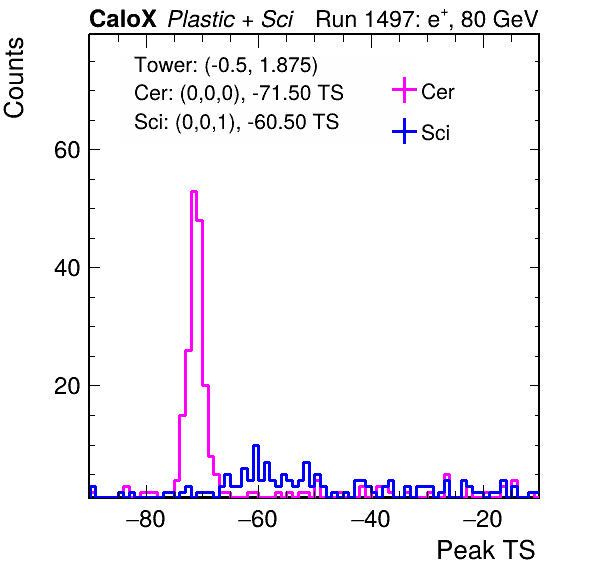 CaloX Plastic + Sci Run 1497: e+, 80 GeV
Counts
Tower: (-0.5, 1.875)
Cer: (0,0,0), -71.50 TS
Sci: (0,0,1), -60.50 TS
Cer
Sci
60
40
20
−80 −60 −40 −20
Peak TS